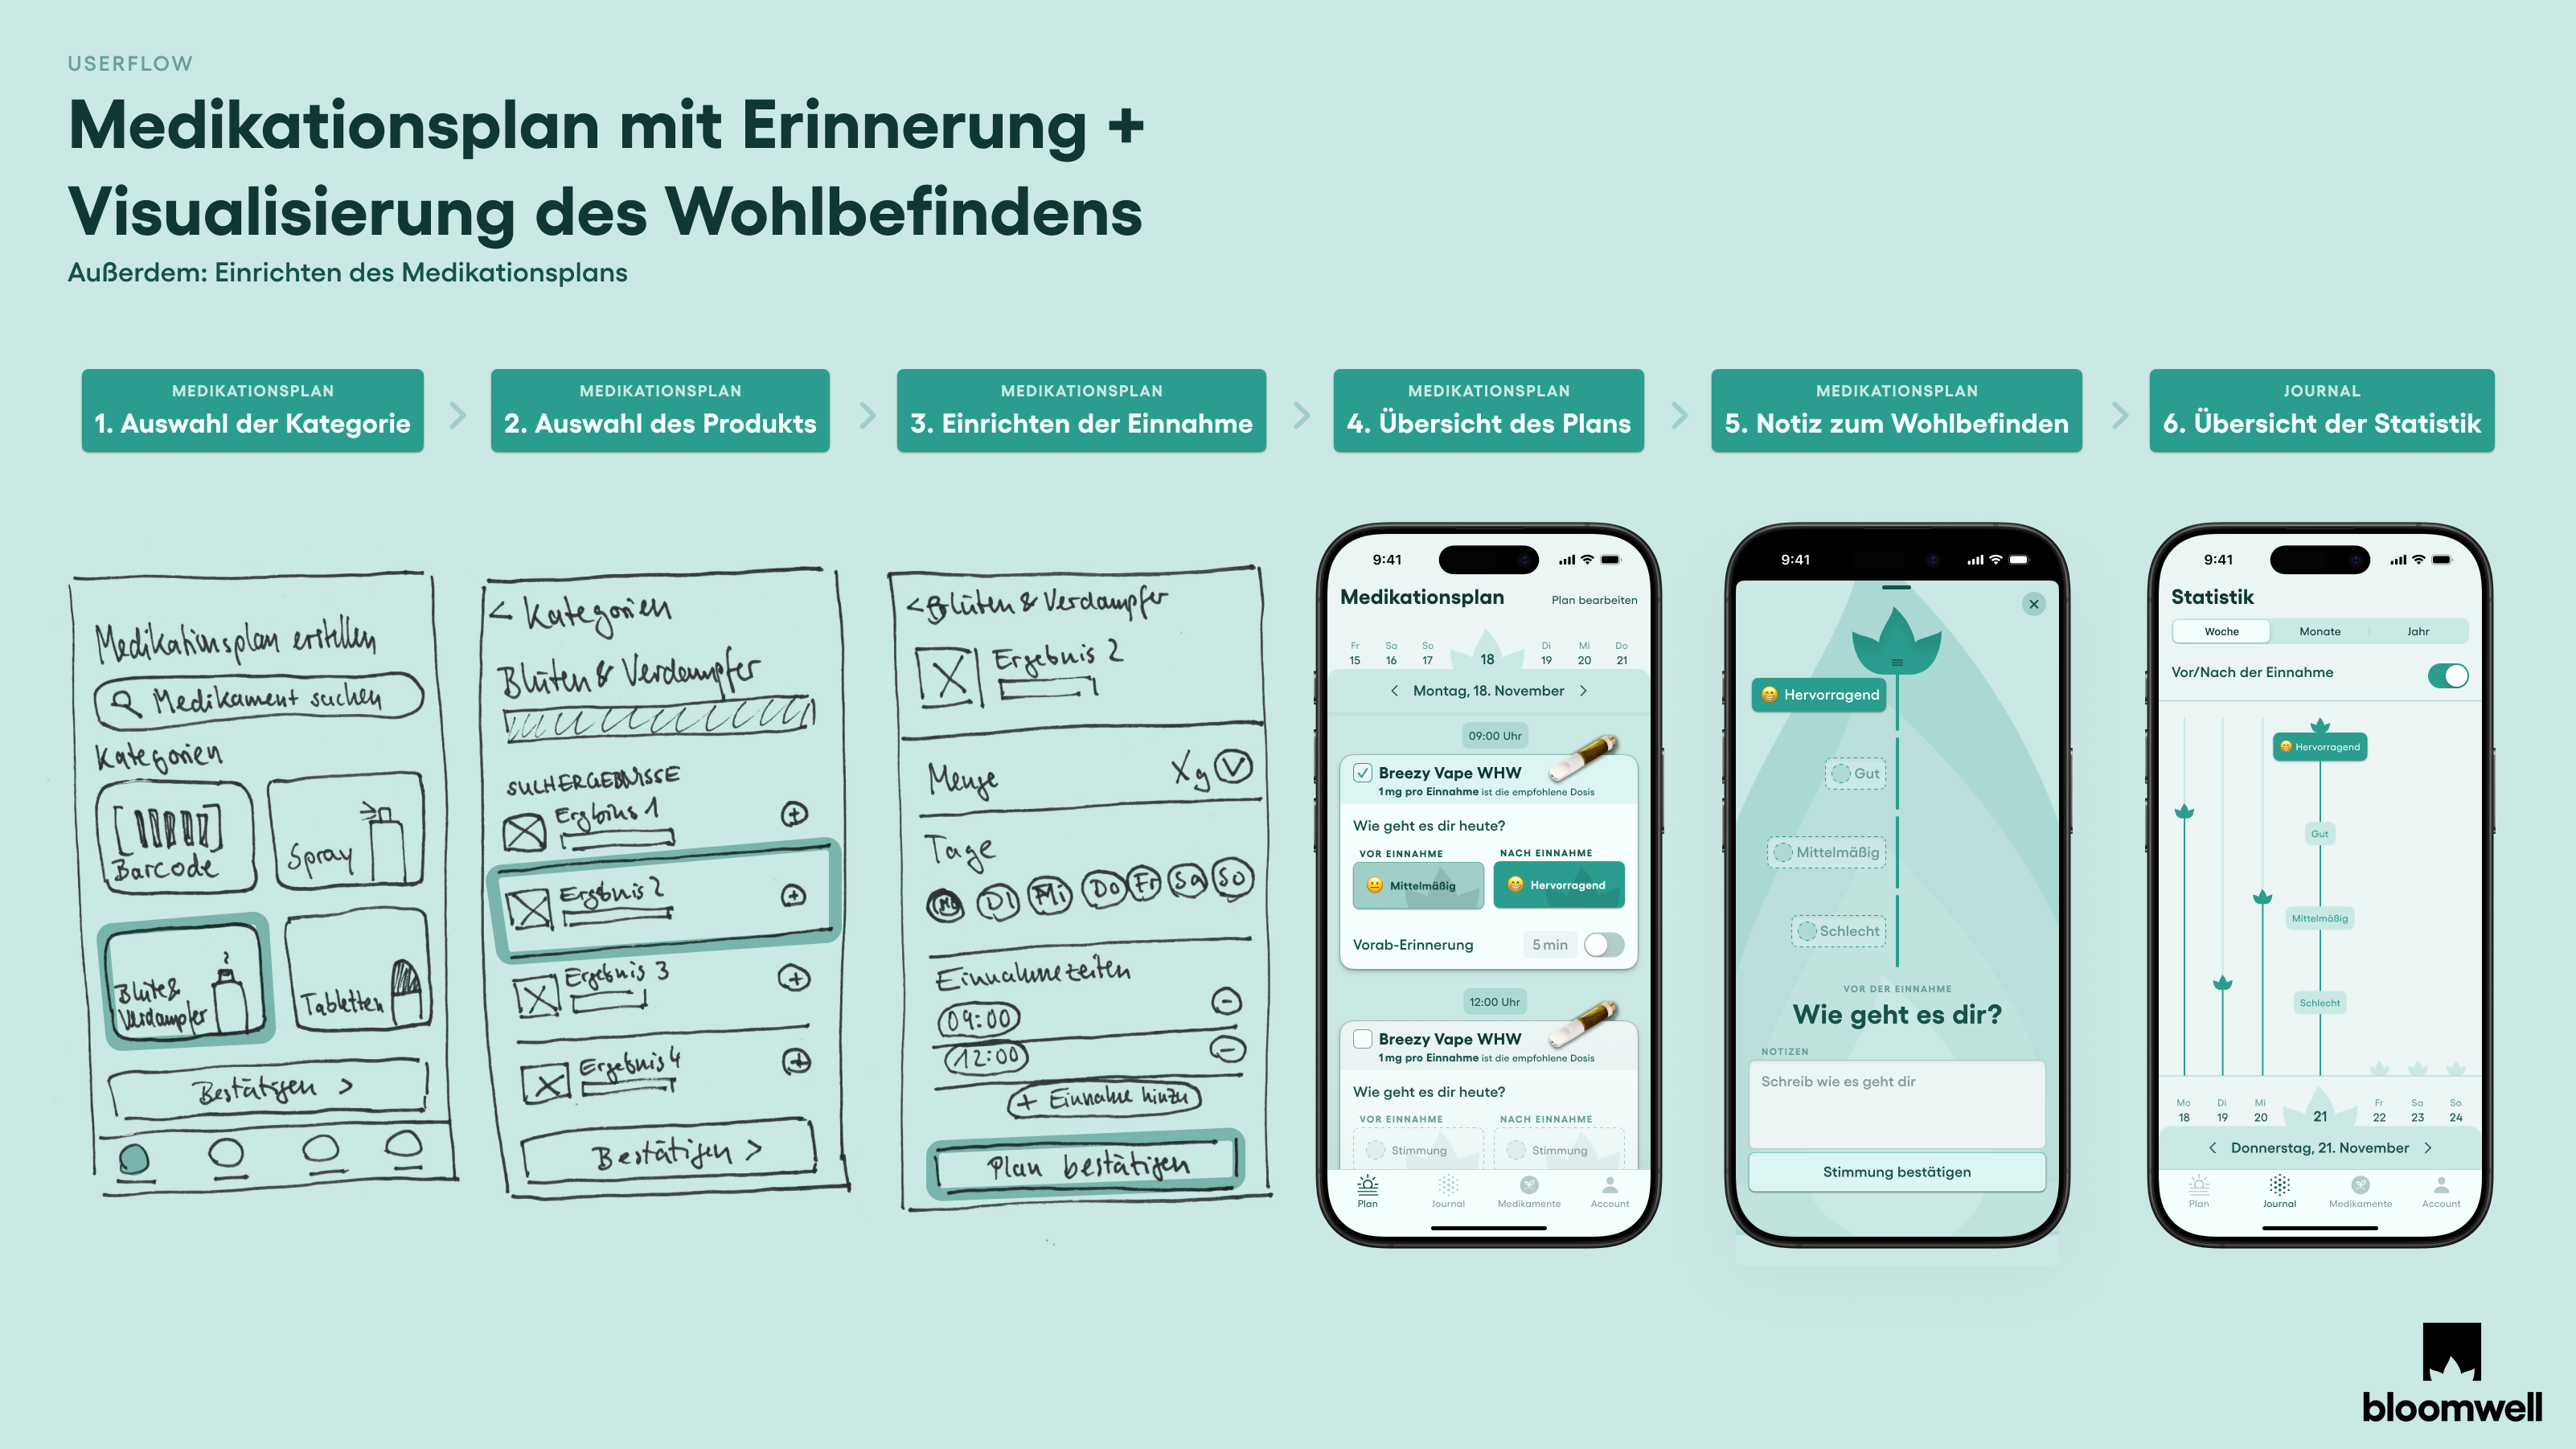 USERFLOW
Medikationsplan mit Erinnerung +
Visualisierung des Wohlbefindens
Außerdem: Einrichten des Medikationsplans
MEDIKATIONSPLAN
1. Auswahl der Kategorie
MEDIKATIONSPLAN
2. Auswahl des Produkts
MEDIKATIONSPLAN
3. Einrichten der Einnahme
MEDIKATIONSPLAN
4. Übersicht des Plans
MEDIKATIONSPLAN
5. Notiz zum Wohlbefinden
JOURNAL
6. Übersicht der Statistik
Medikationsplan erstellen
Medikament suchen
Kategorien
Barcode
Spray
Blüte &
Verdampfer
Tabletten
Bestätigen >
< Kategorien
Blüten & Verdampfer
SUCHERGEBNISSE
Ergebnis 1
Ergebnis 2
Ergebnis 3
Ergebnis 4
Bestätigen >
< Blüten & Verdampfer
Ergebnis 2
Menge
Xg
Tage
Mo Di Mi Do Fr Sa So
Einnahmezeiten
09:00
12:00
+ Einnahme hinzu
Plan bestätigen
9:41
Medikationsplan
Plan bearbeiten
Fr Sa So Di Mi Do
15 16 17 18 19 20 21
Montag, 18. November
09:00 Uhr
Breezy Vape WHW
1 mg pro Einnahme ist die empfohlene Dosis
Wie geht es dir heute?
VOR EINNAHME
NACH EINNAHME
Mittelmäßig
Hervorragend
Vorab-Erinnerung
5 min
12:00 Uhr
Breezy Vape WHW
1 mg pro Einnahme ist die empfohlene Dosis
Wie geht es dir heute?
VOR EINNAHME
NACH EINNAHME
Stimmung
Stimmung
Plan
Journal
Medikamente
Account
9:41
Hervorragend
Gut
Mittelmäßig
Schlecht
VOR DER EINNAHME
Wie geht es dir?
NOTIZEN
Schreib wie es geht dir
Stimmung bestätigen
9:41
Statistik
Woche
Monate
Jahr
Vor/Nach der Einnahme
Hervorragend
Gut
Mittelmäßig
Schlecht
Mo Di Mi Fr Sa So
18 19 20 21 22 23 24
Donnerstag, 21. November
Plan
Journal
Medikamente
Account
bloomwell